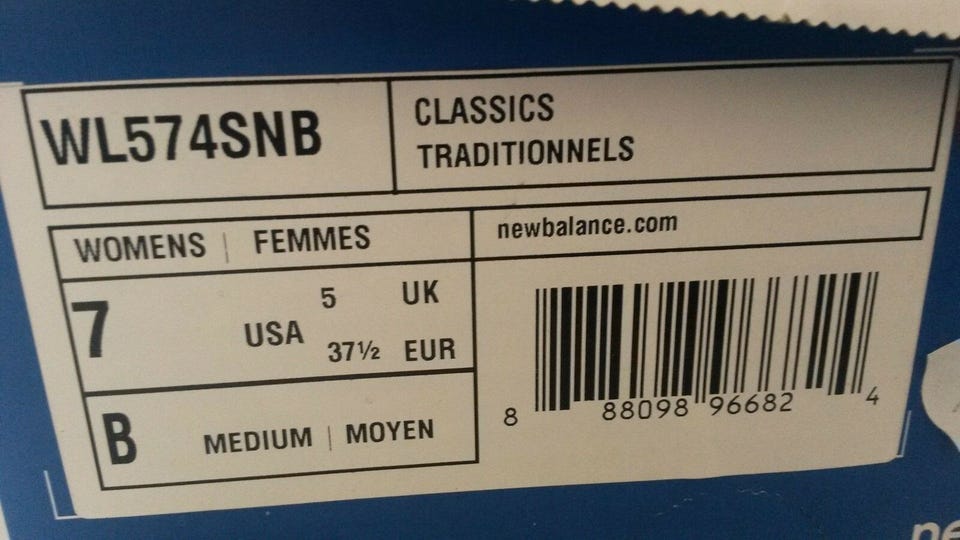 WL574SNB
CLASSICS
TRADITIONNELS
WOMENS | FEMMES
newbalance.com
7 USA
5 UK
37½ EUR
B MEDIUM | MOYEN
8 88098 96682 4
ne